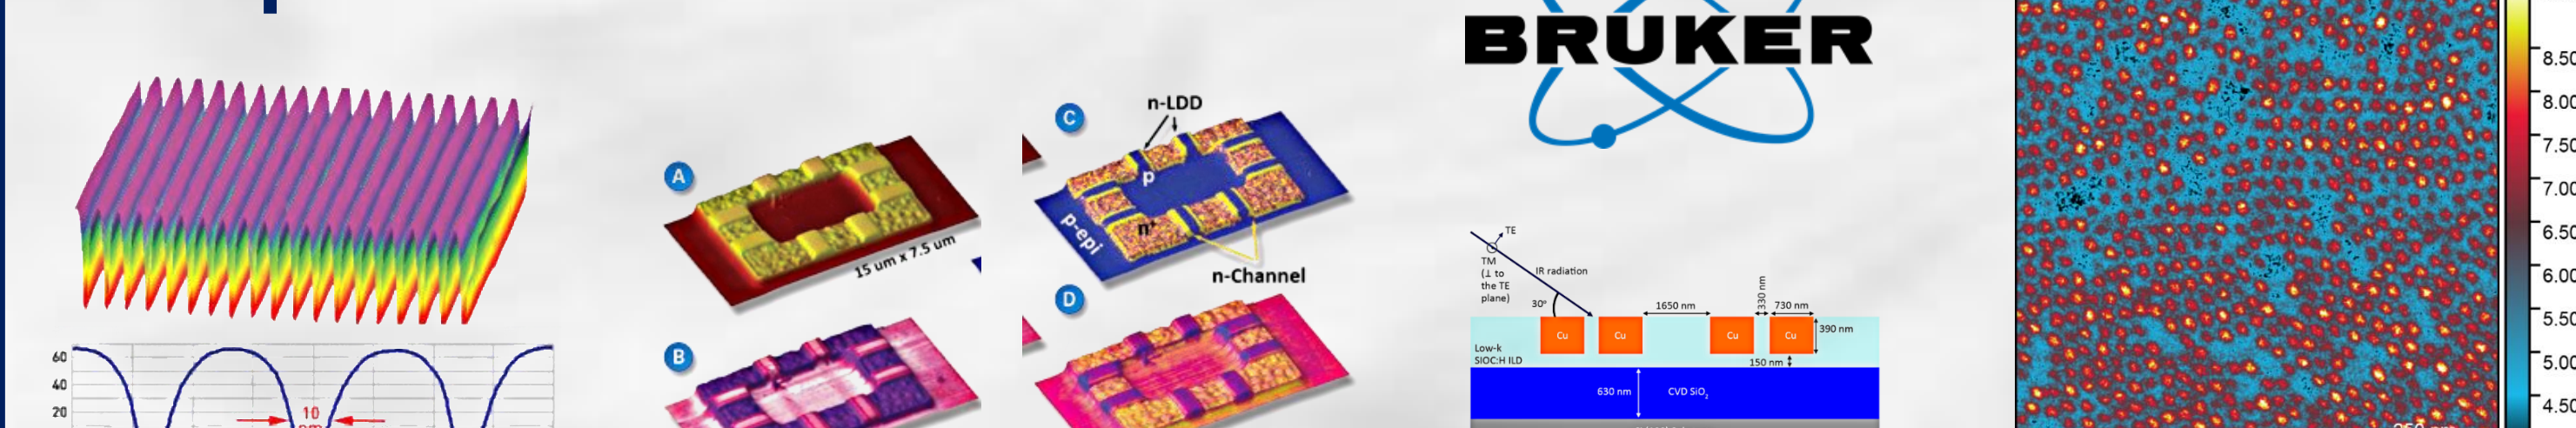 60
40
20
10
nm
A
15 um x 7.5 um
B
C
n-LDD
p
p-epi
n+
n-Channel
D
BRUKER
TE
TM
(⊥ to
the TE
plane)
IR radiation
30°
1650 nm
330 nm
730 nm
Cu
Cu
Cu
Cu
390 nm
Low-k
SIOC:H ILD
150 nm
630 nm
CVD SiO2
8.50
8.00
7.50
7.00
6.50
6.00
5.50
5.00
4.50